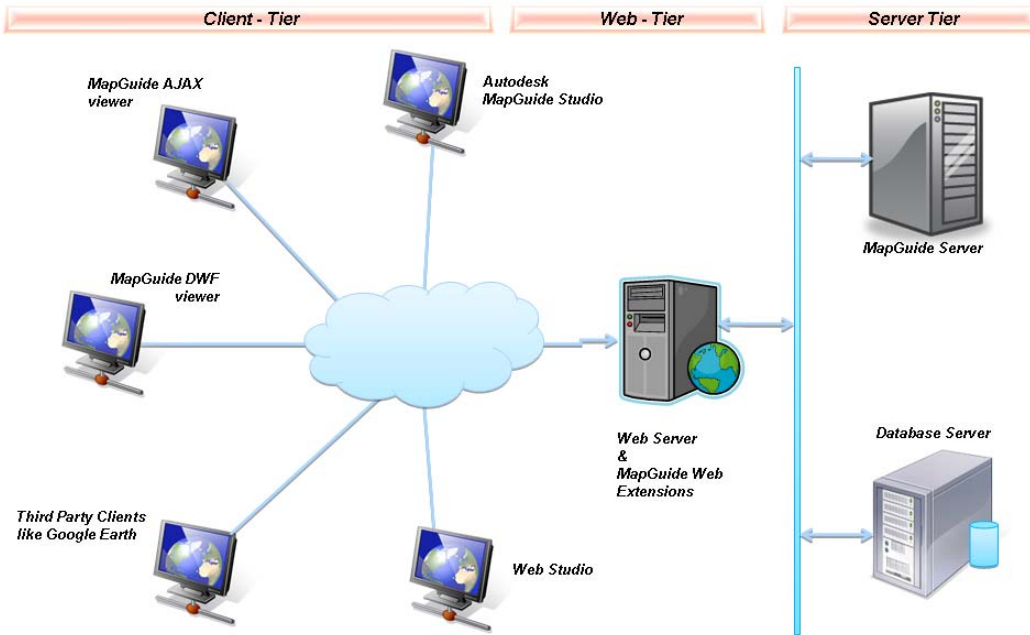 Client - Tier
Web - Tier
Server Tier
MapGuide AJAX
viewer
Autodesk
MapGuide Studio
MapGuide Server
MapGuide DWF
viewer
Web Server
&
MapGuide Web
Extensions
Database Server
Third Party Clients
like Google Earth
Web Studio